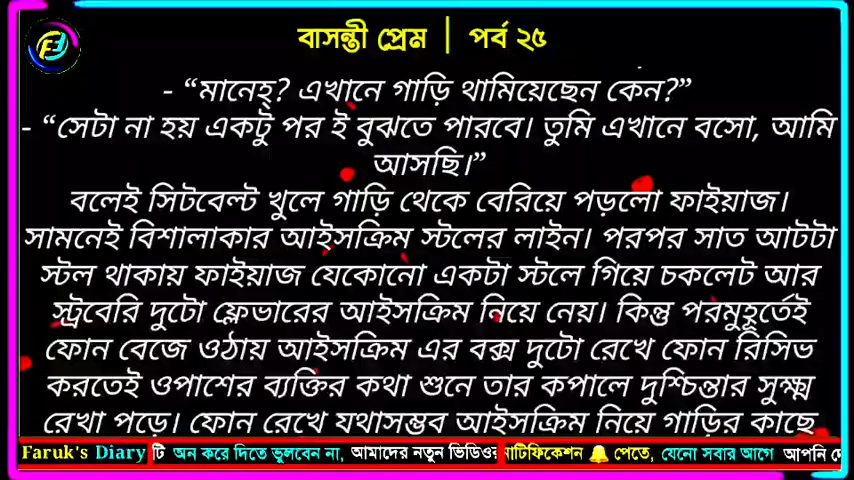 বাসন্তী প্রেম | পর্ব ২৫
- “মানেহ্? এখানে গাড়ি থামিয়েছেন কেন?”
- “সেটা না হয় একটু পর ই বুঝতে পারবে। তুমি এখানে বসো, আমি
আসছি।”
বলেই সিটবেল্ট খুলে গাড়ি থেকে বেরিয়ে পড়লো ফাইয়াজ।
সামনেই বিশালাকার আইসক্রিম স্টলের লাইন। পরপর সাত আটটা
স্টল থাকায় ফাইয়াজ যেকোনো একটা স্টলে গিয়ে চকলেট আর
স্ট্রবেরি দুটো ফ্লেভারের আইসক্রিম নিয়ে নেয়। কিন্তু পরমুহূর্তেই
ফোন বেজে ওঠায় আইসক্রিম এর বক্স দুটো রেখে ফোন রিসিভ
করতেই ওপাশের ব্যক্তির কথা শুনে তার কপালে দুশ্চিন্তার সুক্ষ্ম
রেখা পড়ে। ফোন রেখে যথাসম্ভব আইসক্রিম নিয়ে গাড়ির কাছে
Faruk's Diary টি অন করে দিতে ভুলবেন না, আমাদের নতুন ভিডিওর নোটিফিকেশন 🔔 পেতে, যেনো সবার আগে আপনি